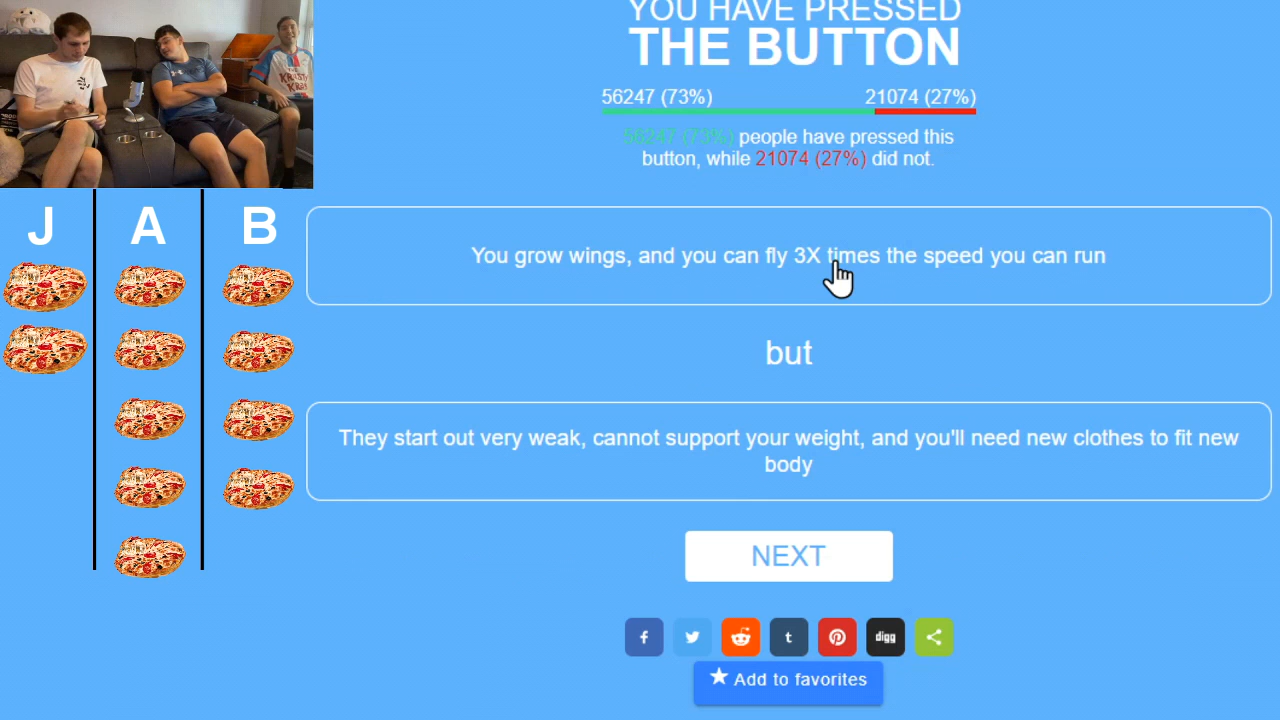 YOU HAVE PRESSED
THE BUTTON
56247 (73%)
21074 (27%)
56247 (73%) people have pressed this
button, while 21074 (27%) did not.
J
A
B
You grow wings, and you can fly 3X times the speed you can run
but
They start out very weak, cannot support your weight, and you'll need new clothes to fit new
body
NEXT
f
t
digg
Add to favorites
THE
KRUSTY
KRAB